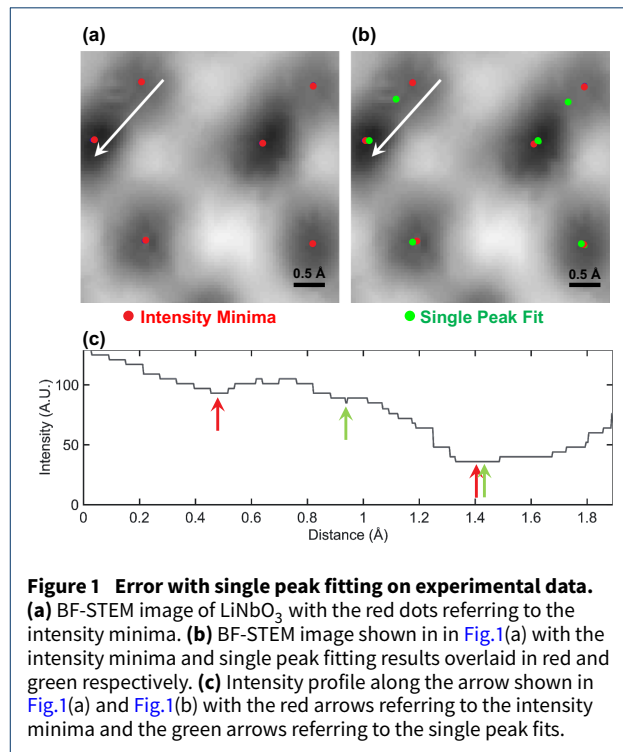 (a) (b)
0.5 Å 0.5 Å
Intensity Minima Single Peak Fit
(c)
100
50
0
Intensity (A.U.)
0 0.2 0.4 0.6 0.8 1 1.2 1.4 1.6 1.8
Distance (Å)
Figure 1 Error with single peak fitting on experimental data.
(a) BF-STEM image of LiNbO₃ with the red dots referring to the
intensity minima. (b) BF-STEM image shown in in Fig.1(a) with the
intensity minima and single peak fitting results overlaid in red and
green respectively. (c) Intensity profile along the arrow shown in
Fig.1(a) and Fig.1(b) with the red arrows referring to the intensity
minima and the green arrows referring to the single peak fits.